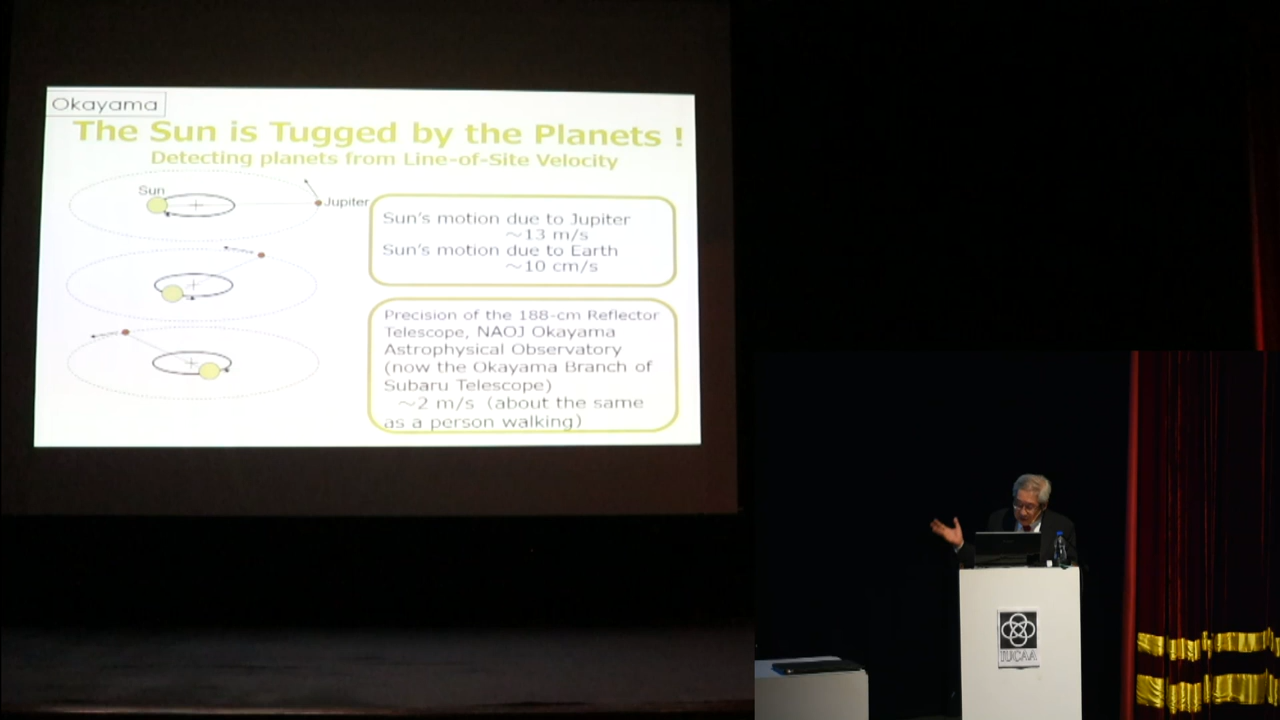 Okayama
The Sun is Tugged by the Planets !
Detecting planets from Line-of-Site Velocity
Sun
Jupiter
Sun's motion due to Jupiter
~13 m/s
Sun's motion due to Earth
~10 cm/s
Precision of the 188-cm Reflector
Telescope, NAOJ Okayama
Astrophysical Observatory
(now the Okayama Branch of
Subaru Telescope)
~2 m/s (about the same
as a person walking)
IUCAA